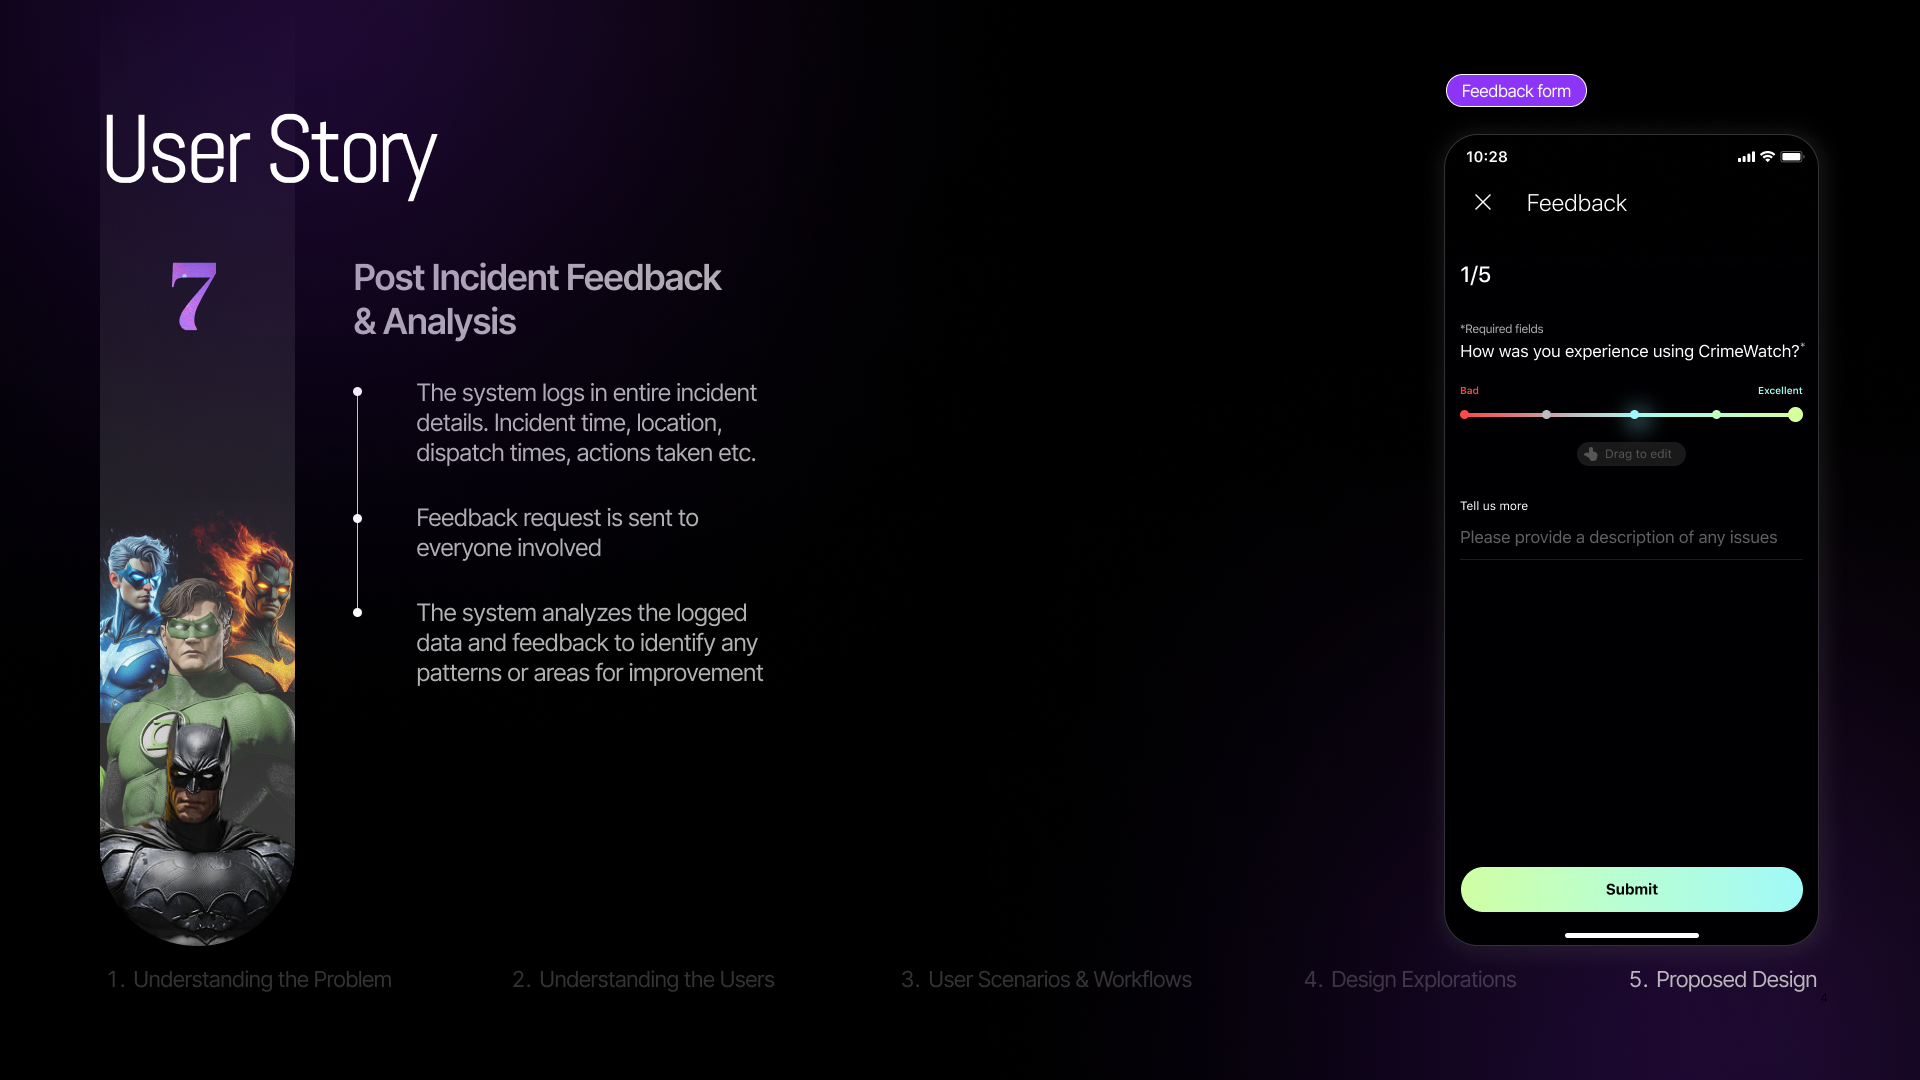 User Story
7
Post Incident Feedback
& Analysis
The system logs in entire incident
details. Incident time, location,
dispatch times, actions taken etc.
Feedback request is sent to
everyone involved
The system analyzes the logged
data and feedback to identify any
patterns or areas for improvement
Feedback form
10:28
Feedback
1/5
*Required fields
How was you experience using CrimeWatch?*
Bad
Excellent
Drag to edit
Tell us more
Please provide a description of any issues
Submit
1. Understanding the Problem
2. Understanding the Users
3. User Scenarios & Workflows
4. Design Explorations
5. Proposed Design
4